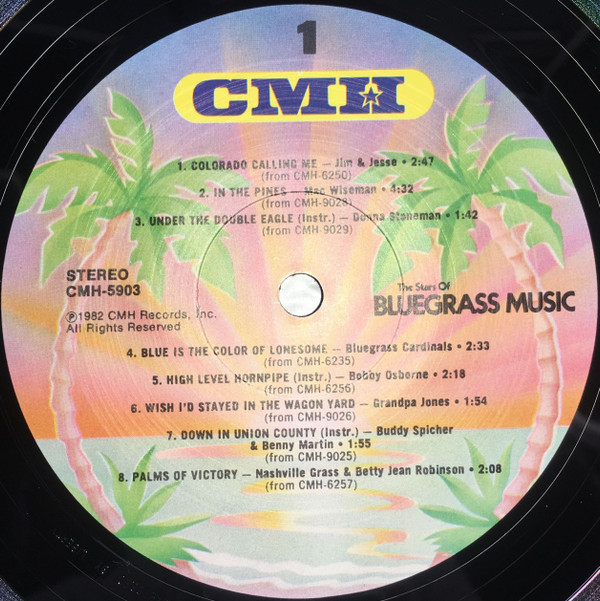 1
CMH
1. COLORADO CALLING ME — Jim & Jesse • 2:47
(from CMH-6250)
2. IN THE PINES — Mac Wiseman • 4:32
(from CMH-9028)
3. UNDER THE DOUBLE EAGLE (Instr.) — Donna Stoneman • 1:42
(from CMH-9029)
STEREO
CMH-5903
℗1982 CMH Records, Inc.
All Rights Reserved
The Stars Of
BLUEGRASS MUSIC
4. BLUE IS THE COLOR OF LONESOME — Bluegrass Cardinals • 2:33
(from CMH-6235)
5. HIGH LEVEL HORNPIPE (Instr.) — Bobby Osborne • 2:18
(from CMH-6256)
6. WISH I'D STAYED IN THE WAGON YARD — Grandpa Jones • 1:54
(from CMH-9026)
7. DOWN IN UNION COUNTY (Instr.) — Buddy Spicher
& Benny Martin • 1:55
(from CMH-9025)
8. PALMS OF VICTORY — Nashville Grass & Betty Jean Robinson • 2:08
(from CMH-6257)